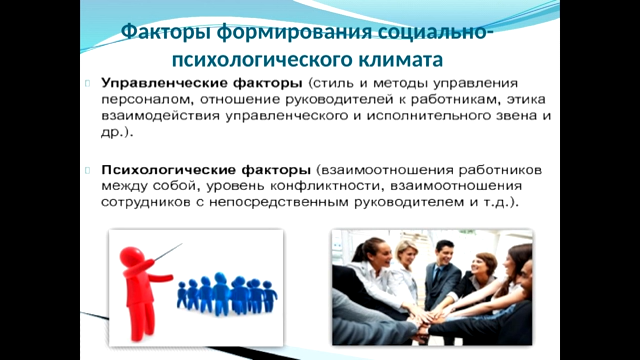 Факторы формирования социально-
психологического климата
Управленческие факторы (стиль и методы управления
персоналом, отношение руководителей к работникам, этика
взаимодействия управленческого и исполнительного звена и
др.).
Психологические факторы (взаимоотношения работников
между собой, уровень конфликтности, взаимоотношения
сотрудников с непосредственным руководителем и т.д.).